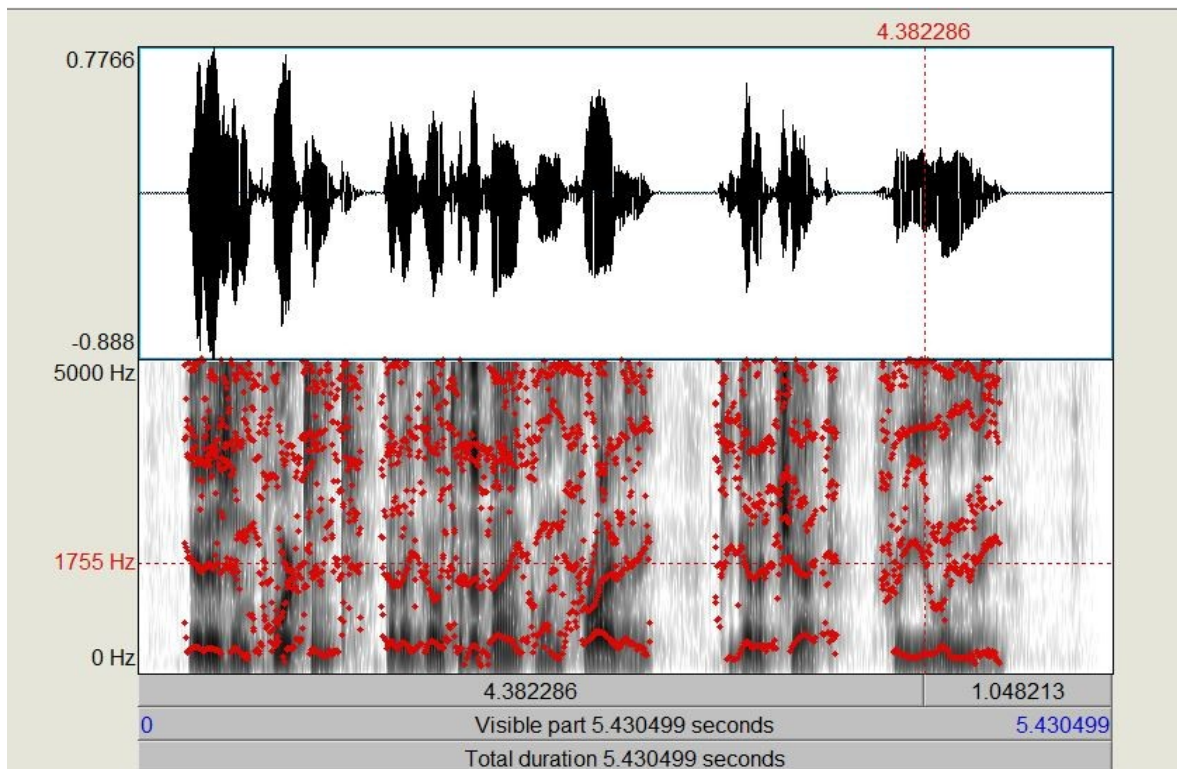 4.382286
0.7766
-0.888
5000 Hz
1755 Hz
0 Hz
4.382286 1.048213
0 Visible part 5.430499 seconds 5.430499
Total duration 5.430499 seconds